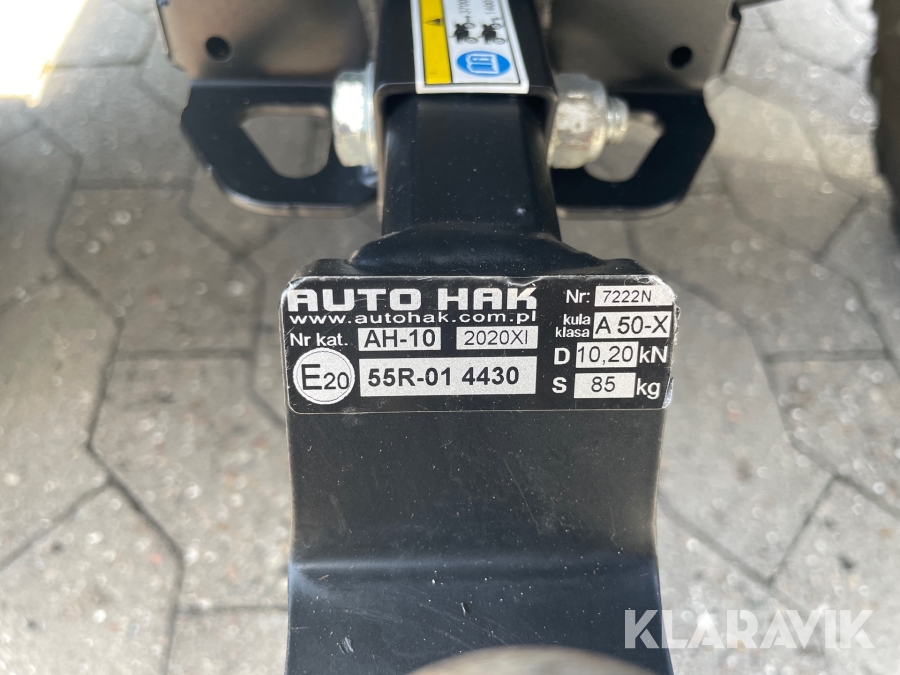 AUTO HAK
www.autohak.com.pl
Nr: 7222N
kula klasa A 50-X
Nr kat. AH-10 2020XI
D 10,20 kN
E20 55R-01 4430
S 85 kg
KLARAVIK